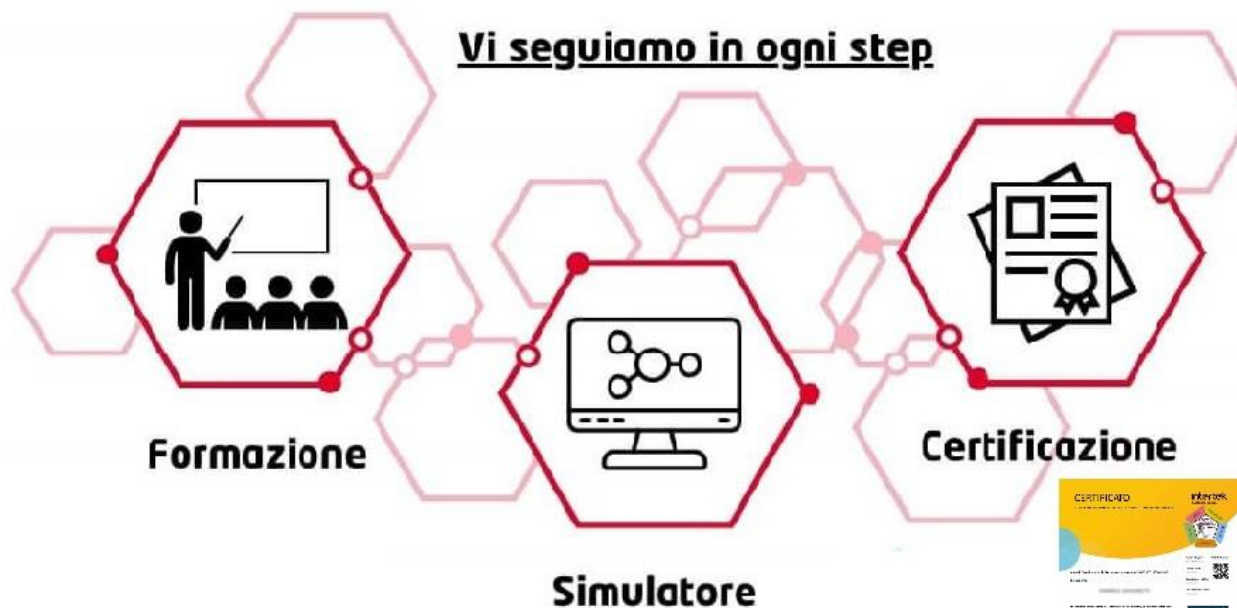 Vi seguiamo in ogni step
Formazione
Certificazione
Simulatore
CERTIFICATO
intertek